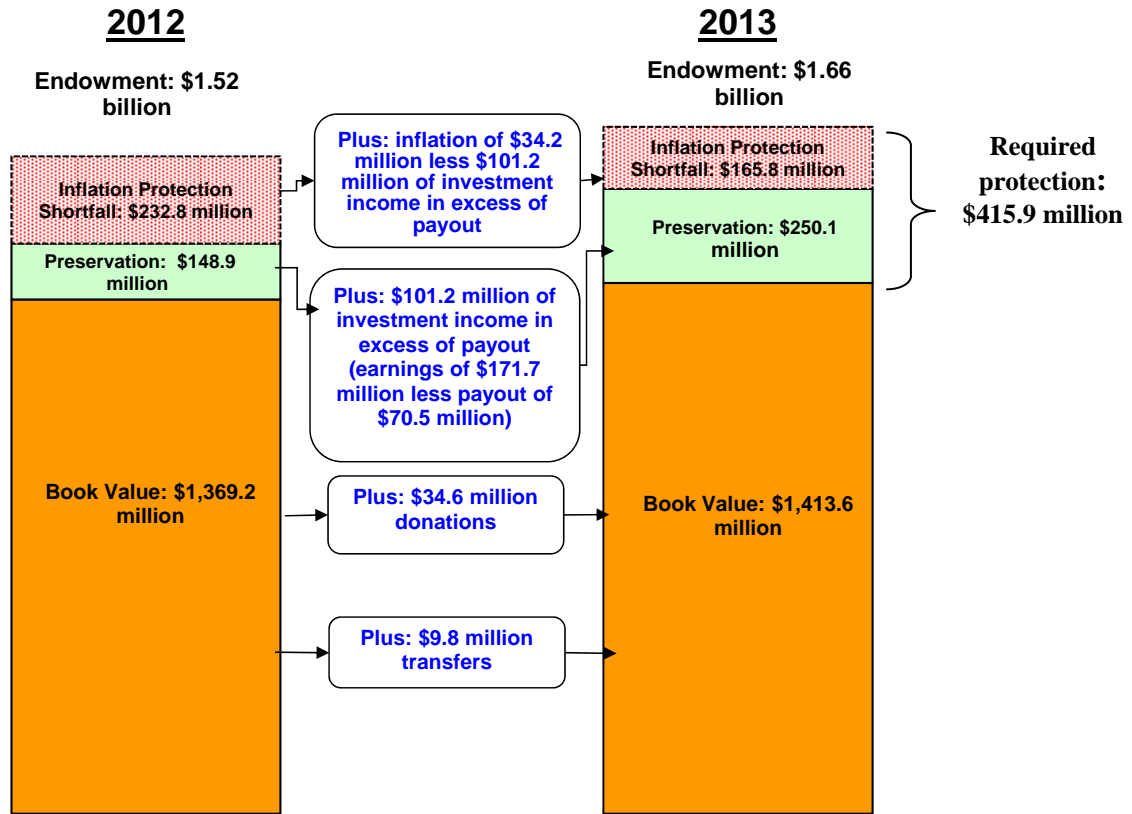 2012
Endowment: $1.52
billion
Inflation Protection
Shortfall: $232.8 million
Preservation: $148.9
million
Book Value: $1,369.2
million
Plus: inflation of $34.2
million less $101.2
million of investment
income in excess of
payout
Plus: $101.2 million of
investment income in
excess of payout
(earnings of $171.7
million less payout of
$70.5 million)
Plus: $34.6 million
donations
Plus: $9.8 million
transfers
2013
Endowment: $1.66
billion
Inflation Protection
Shortfall: $165.8 million
Preservation: $250.1
million
Book Value: $1,413.6
million
Required
protection:
$415.9 million